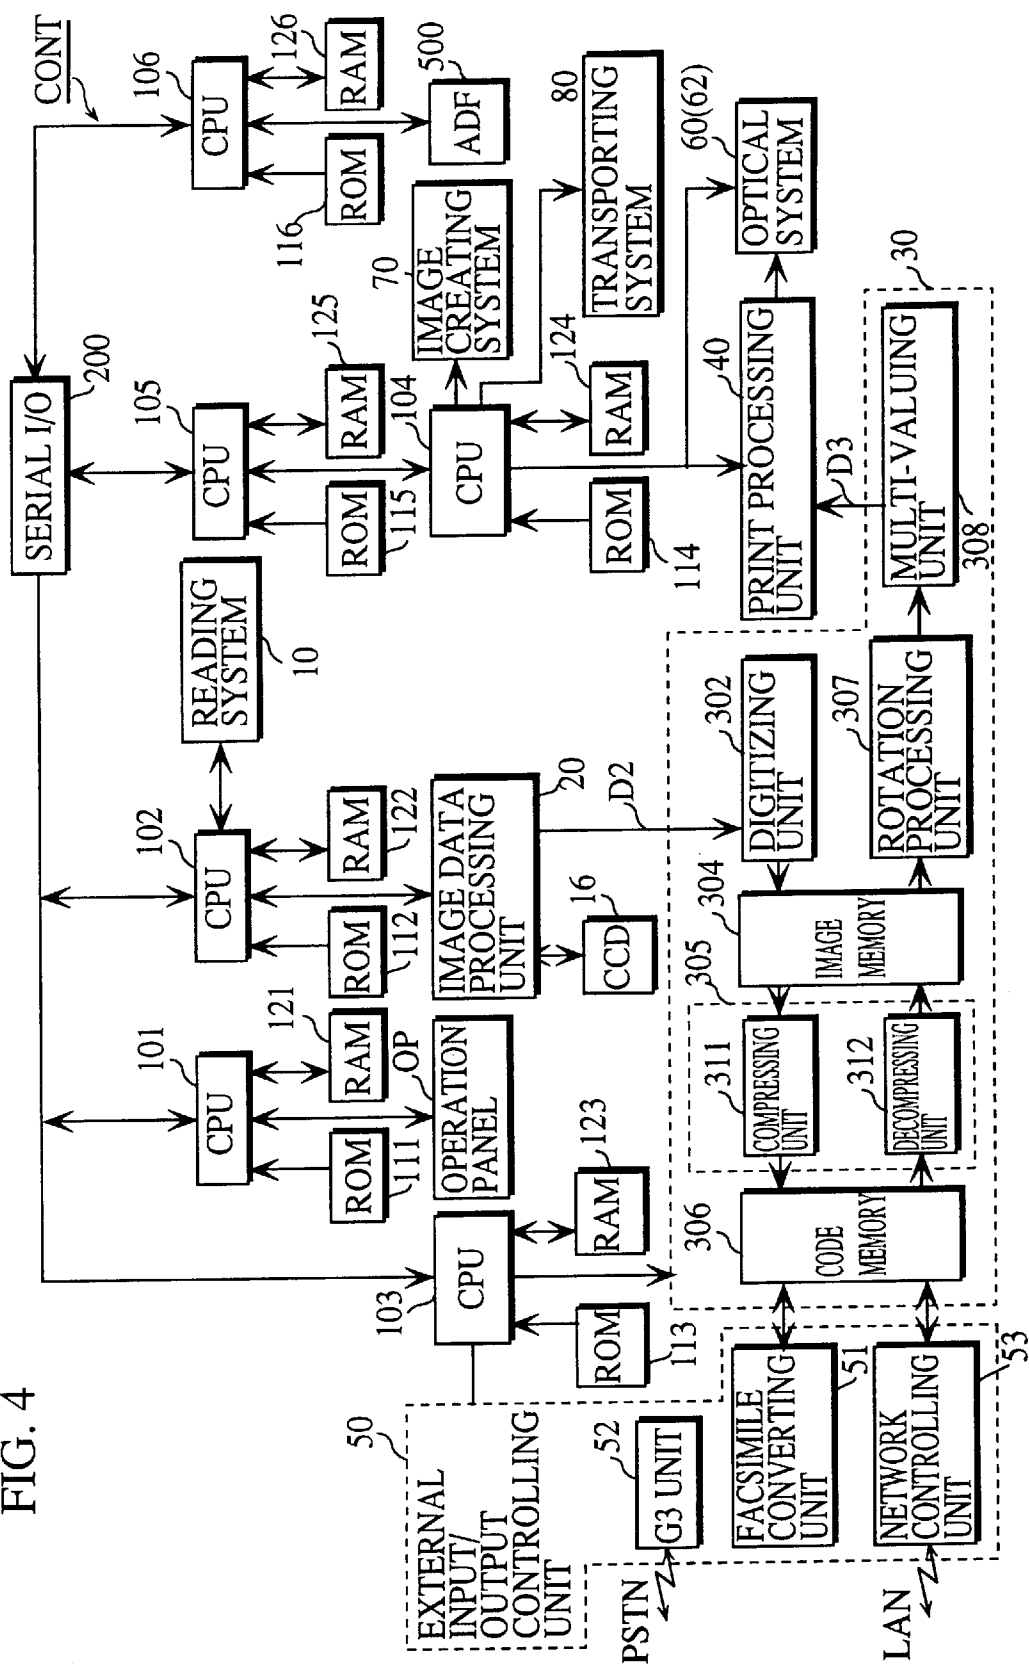 FIG. 4
CONT
SERIAL I/O
200
101
CPU
ROM
111
RAM
121
OPERATION
PANEL
OP
102
CPU
ROM
112
RAM
122
READING
SYSTEM
10
IMAGE DATA
PROCESSING
UNIT
20
CCD
16
D2
105
CPU
ROM
115
RAM
125
104
CPU
ROM
114
RAM
124
70
IMAGE
CREATING
SYSTEM
80
TRANSPORTING
SYSTEM
106
CPU
ROM
116
RAM
126
ADF
500
60(62)
OPTICAL
SYSTEM
40
PRINT PROCESSING
UNIT
D3
30
MULTI-VALUING
UNIT
308
103
CPU
ROM
113
RAM
123
302
DIGITIZING
UNIT
307
ROTATION
PROCESSING
UNIT
304
IMAGE
MEMORY
305
311
COMPRESSING
UNIT
312
DECOMPRESSING
UNIT
306
CODE
MEMORY
50
EXTERNAL
INPUT/
OUTPUT
CONTROLLING
UNIT
52
G3 UNIT
PSTN
FACSIMILE
CONVERTING
UNIT
51
NETWORK
CONTROLLING
UNIT
53
LAN